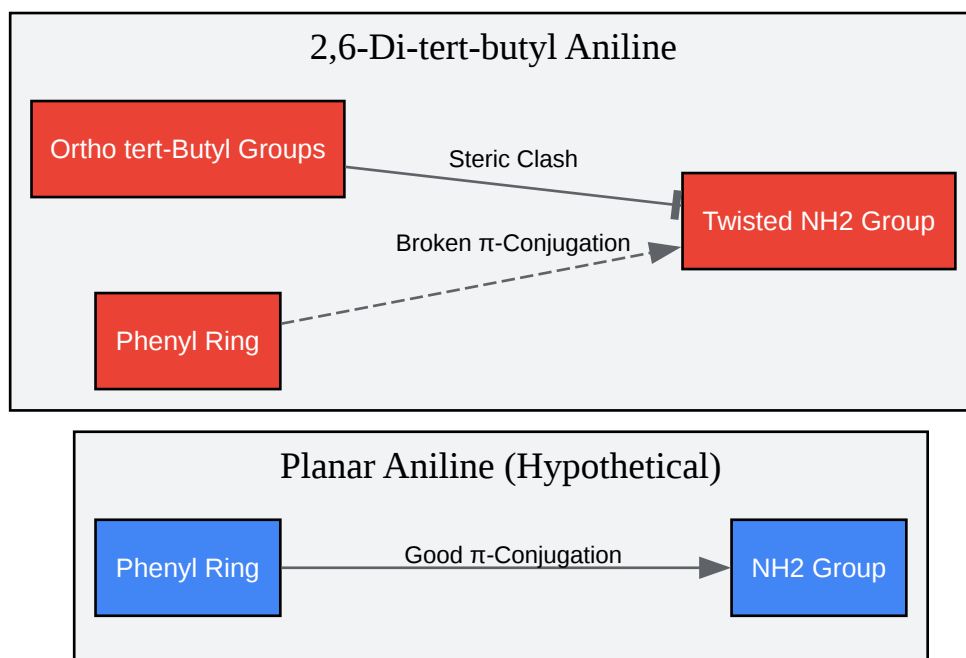 2,6-Di-tert-butyl Aniline
Ortho tert-Butyl Groups
Steric Clash
Twisted NH2 Group
Broken π-Conjugation
Phenyl Ring
Planar Aniline (Hypothetical)
Phenyl Ring
Good π-Conjugation
NH2 Group